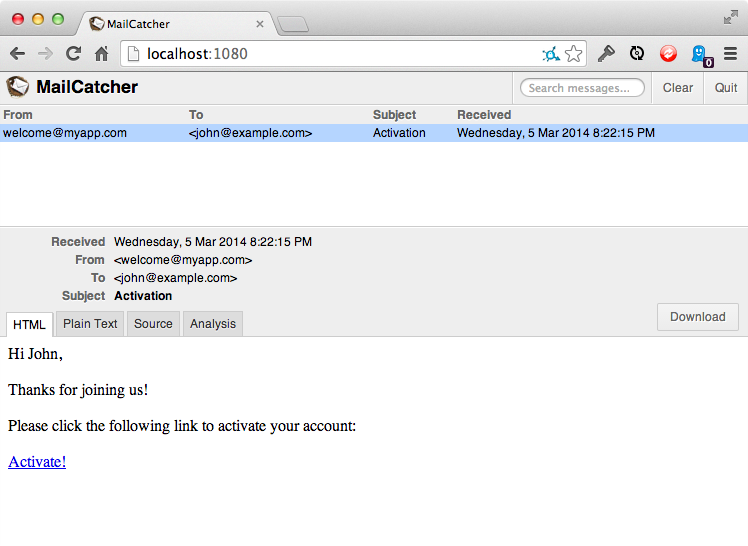 MailCatcher
localhost:1080
0
MailCatcher
Search messages...
Clear
Quit
From To Subject Received
welcome@myapp.com <john@example.com> Activation Wednesday, 5 Mar 2014 8:22:15 PM
Received Wednesday, 5 Mar 2014 8:22:15 PM
From <welcome@myapp.com>
To <john@example.com>
Subject Activation
HTML Plain Text Source Analysis Download
Hi John,
Thanks for joining us!
Please click the following link to activate your account:
Activate!